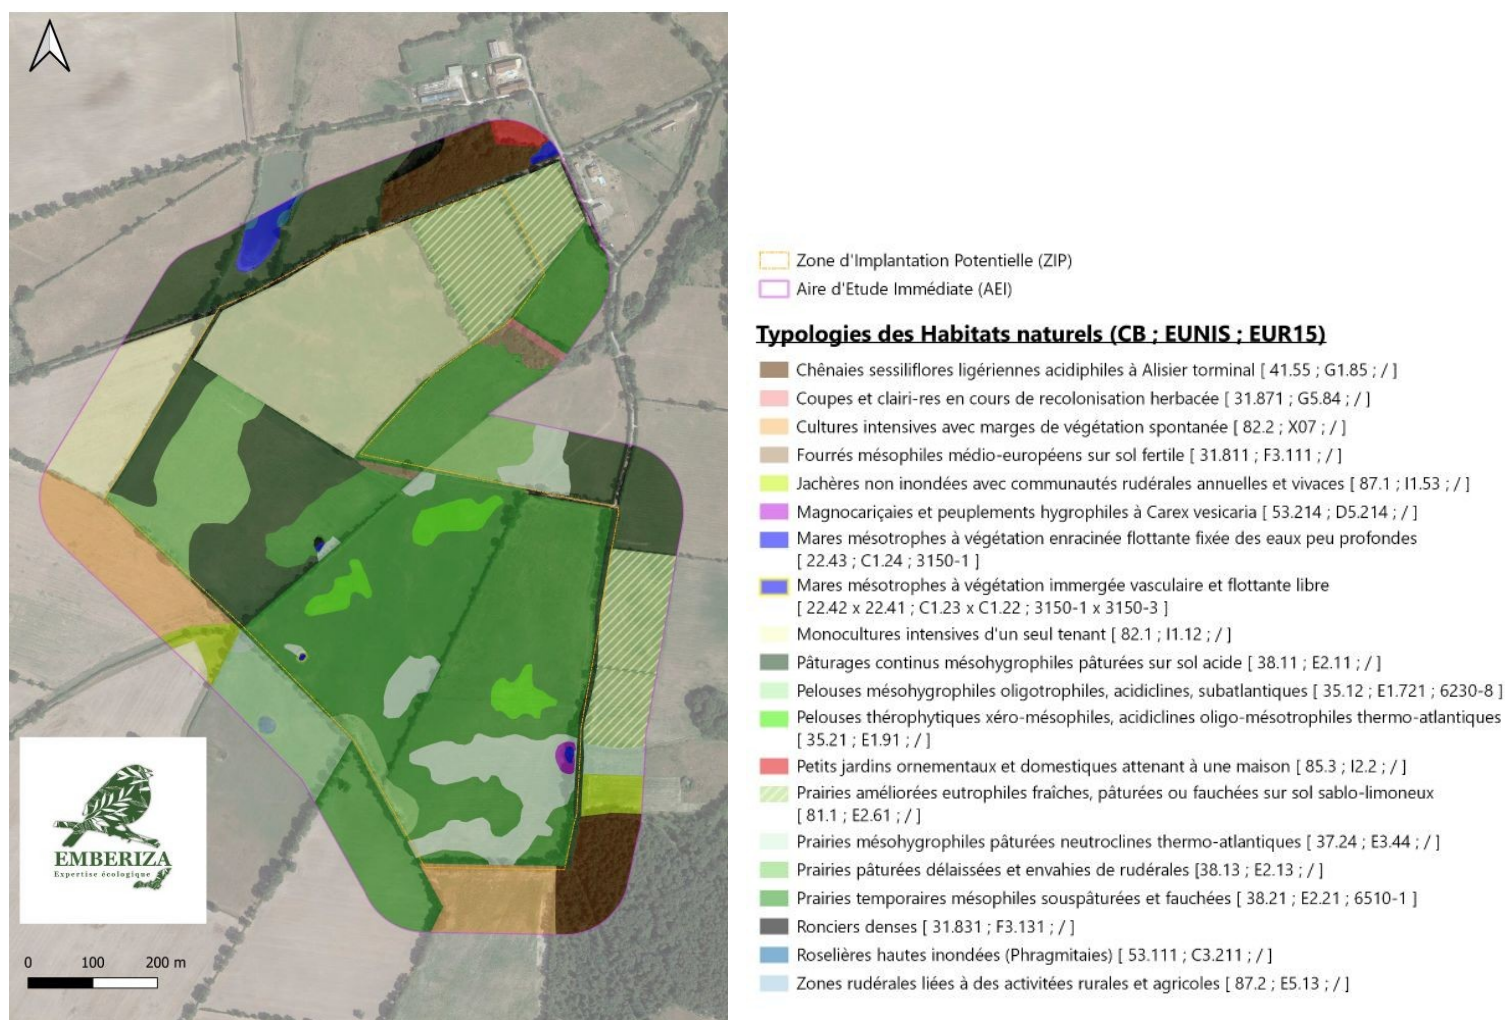 Zone d'Implantation Potentielle (ZIP)
Aire d'Etude Immédiate (AEI)
Typologies des Habitats naturels (CB ; EUNIS ; EUR15)
Chênaies sessiliflores ligériennes acidiphiles à Alisier torminal [ 41.55 ; G1.85 ; / ]
Coupes et clairi-res en cours de recolonisation herbacée [ 31.871 ; G5.84 ; / ]
Cultures intensives avec marges de végétation spontanée [ 82.2 ; X07 ; / ]
Fourrés mésophiles médio-européens sur sol fertile [ 31.811 ; F3.111 ; / ]
Jachères non inondées avec communautés rudérales annuelles et vivaces [ 87.1 ; I1.53 ; / ]
Magnocariçaies et peuplements hygrophiles à Carex vesicaria [ 53.214 ; D5.214 ; / ]
Mares mésotrophes à végétation enracinée flottante fixée des eaux peu profondes
[ 22.43 ; C1.24 ; 3150-1 ]
Mares mésotrophes à végétation immergée vasculaire et flottante libre
[ 22.42 x 22.41 ; C1.23 x C1.22 ; 3150-1 x 3150-3 ]
Monocultures intensives d'un seul tenant [ 82.1 ; I1.12 ; / ]
Pâturages continus mésohygrophiles pâturées sur sol acide [ 38.11 ; E2.11 ; / ]
Pelouses mésohygrophiles oligotrophiles, acidiclines, subatlantiques [ 35.12 ; E1.721 ; 6230-8 ]
Pelouses thérophytiques xéro-mésophiles, acidiclines oligo-mésotrophiles thermo-atlantiques
[ 35.21 ; E1.91 ; / ]
Petits jardins ornementaux et domestiques attenant à une maison [ 85.3 ; I2.2 ; / ]
Prairies améliorées eutrophiles fraîches, pâturées ou fauchées sur sol sablo-limoneux
[ 81.1 ; E2.61 ; / ]
Prairies mésohygrophiles pâturées neutroclines thermo-atlantiques [ 37.24 ; E3.44 ; / ]
Prairies pâturées délaissées et envahies de rudérales [38.13 ; E2.13 ; / ]
Prairies temporaires mésophiles souspâturées et fauchées [ 38.21 ; E2.21 ; 6510-1 ]
Ronciers denses [ 31.831 ; F3.131 ; / ]
Roselières hautes inondées (Phragmitaies) [ 53.111 ; C3.211 ; / ]
Zones rudérales liées à des activitées rurales et agricoles [ 87.2 ; E5.13 ; / ]
EMBERIZA
Expertise écologique
0 100 200 m